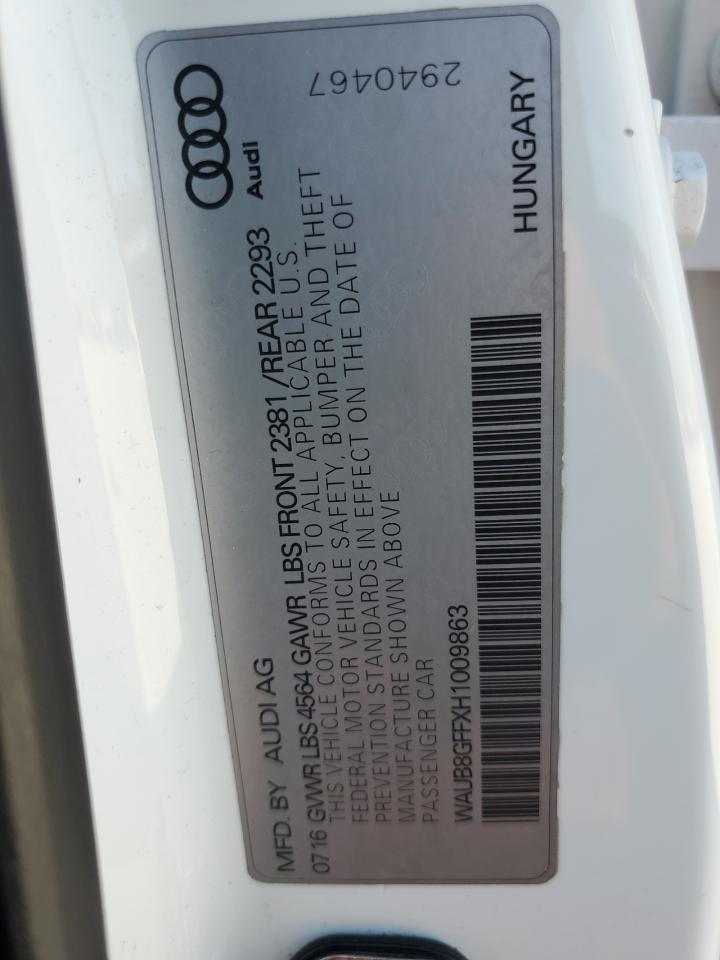 MFD. BY AUDI AG
Audi
0716 GVWR LBS 4564 GAWR LBS FRONT 2381 / REAR 2293
THIS VEHICLE CONFORMS TO ALL APPLICABLE U.S.
FEDERAL MOTOR VEHICLE SAFETY, BUMPER AND THEFT
PREVENTION STANDARDS IN EFFECT ON THE DATE OF
MANUFACTURE SHOWN ABOVE
PASSENGER CAR
2940467
WAUB8GFFXH1009863
HUNGARY